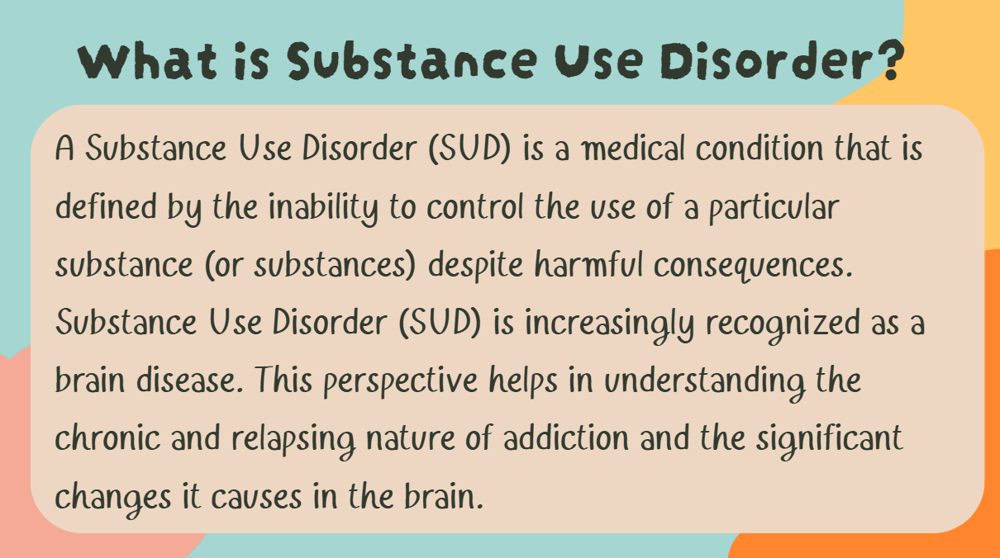 What is Substance Use Disorder?
A Substance Use Disorder (SUD) is a medical condition that is
defined by the inability to control the use of a particular
substance (or substances) despite harmful consequences.
Substance Use Disorder (SUD) is increasingly recognized as a
brain disease. This perspective helps in understanding the
chronic and relapsing nature of addiction and the significant
changes it causes in the brain.